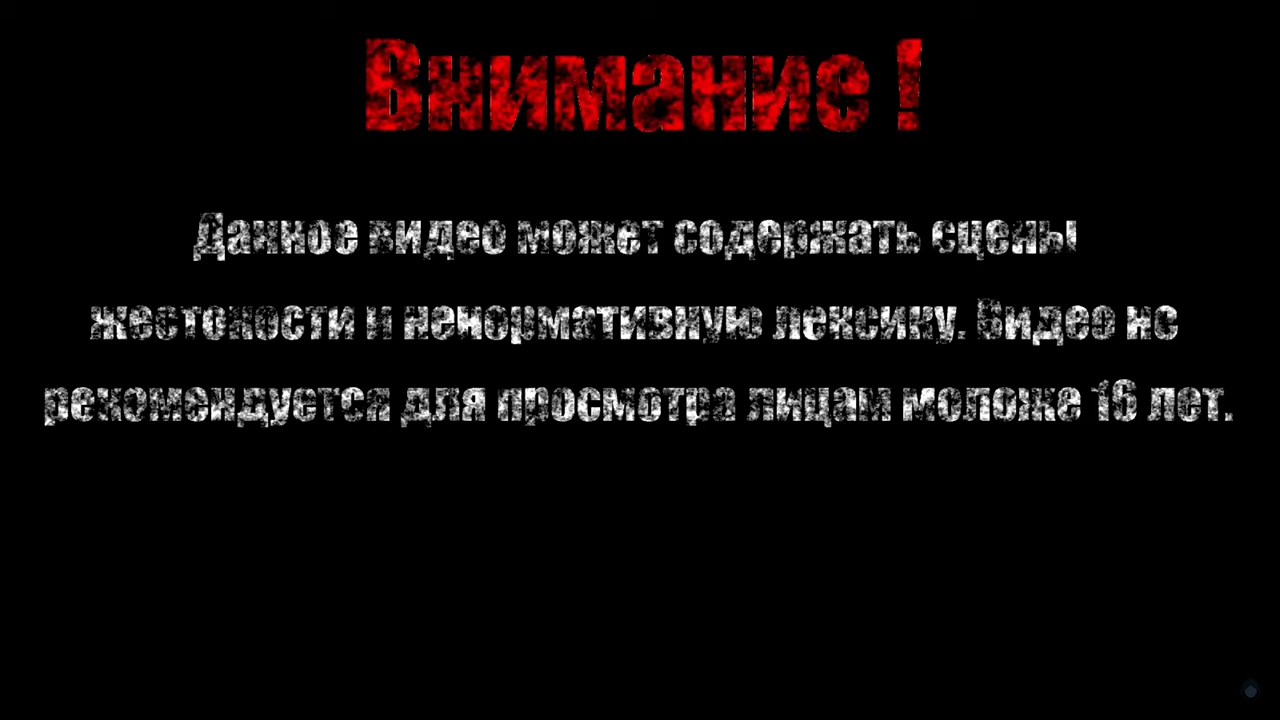 Внимание !
Данное видео может содержать сцены
жестокости и ненормативную лексику. Видео не
рекомендуется для просмотра лицам моложе 16 лет.